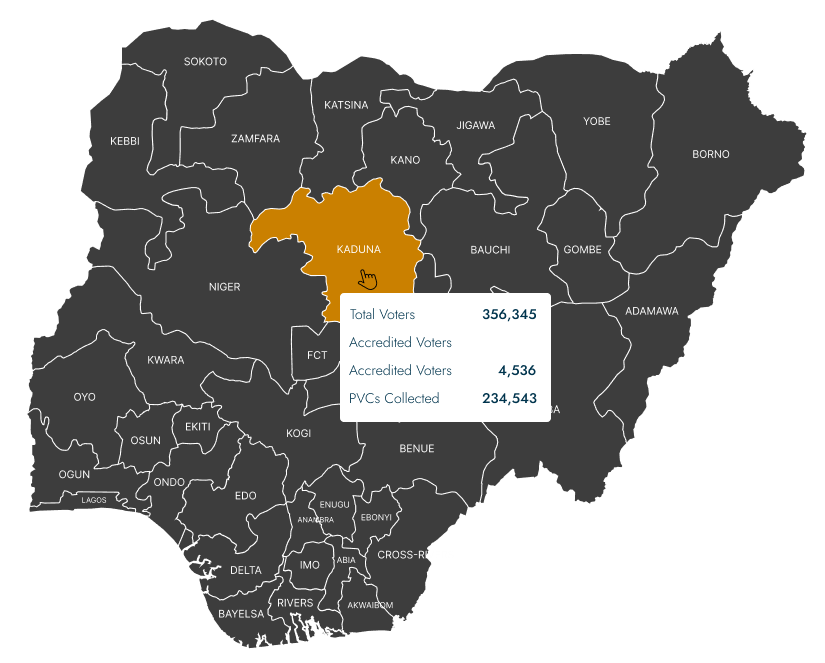 SOKOTO
KATSINA
KEBBI
ZAMFARA
JIGAWA
YOBE
BORNO
KANO
KADUNA
BAUCHI
GOMBE
NIGER
ADAMAWA
Total Voters 356,345
Accredited Voters
Accredited Voters 4,536
PVCs Collected 234,543
FCT
KWARA
OYO
OSUN
EKITI
KOGI
BENUE
BA
OGUN
LAGOS
ONDO
EDO
ENUGU
ANAMBRA
EBONYI
CROSS-RI
DELTA
IMO
ABIA
BAYELSA
RIVERS
AKWAIBOM